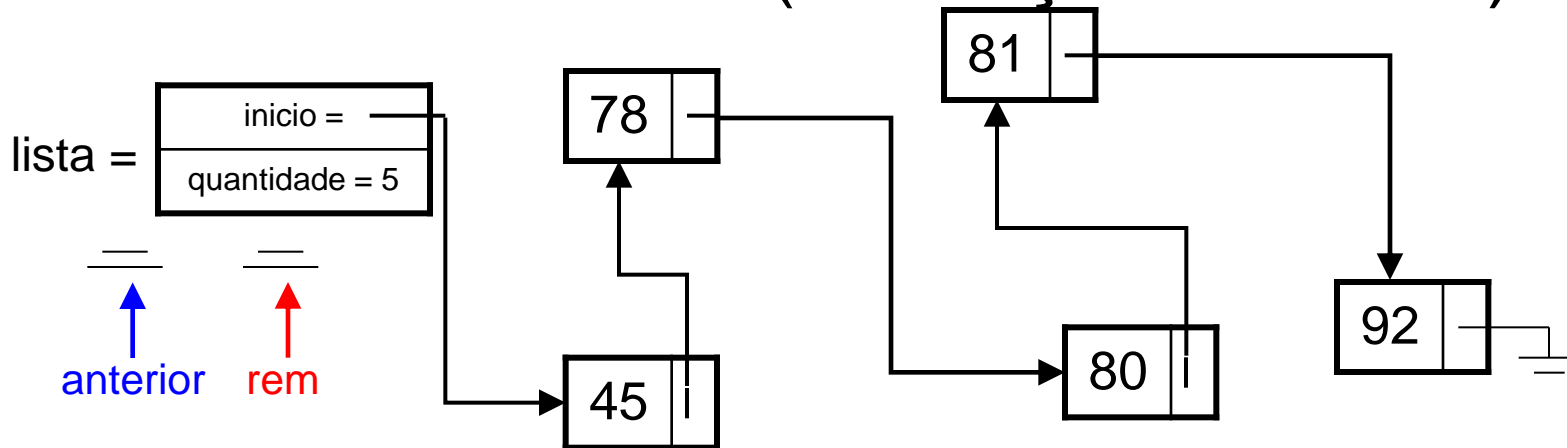 lista =
inicio =
quantidade = 5
anterior
rem
45
78
80
81
92